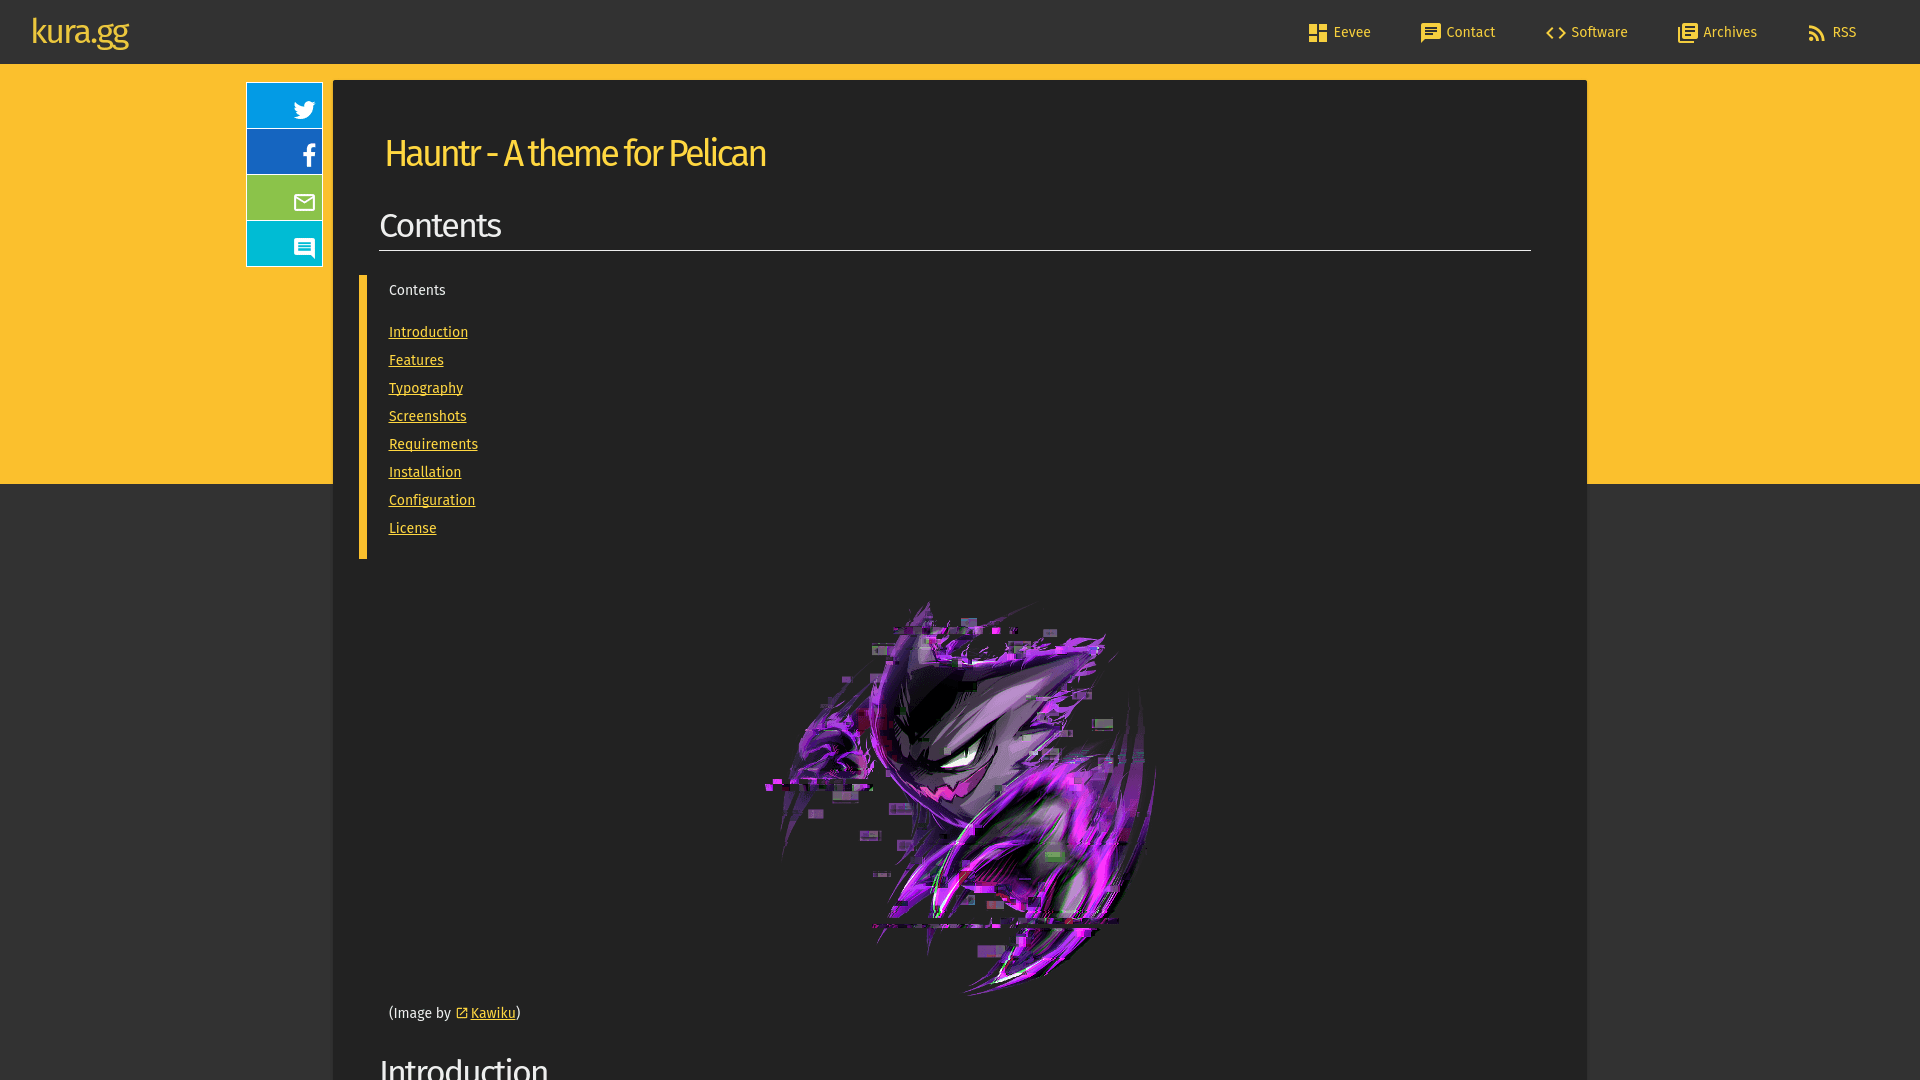 kura.gg
Eevee
Contact
Software
Archives
RSS
Hauntr - A theme for Pelican
Contents
Contents
Introduction
Features
Typography
Screenshots
Requirements
Installation
Configuration
License
(Image by Kawiku)
Introduction